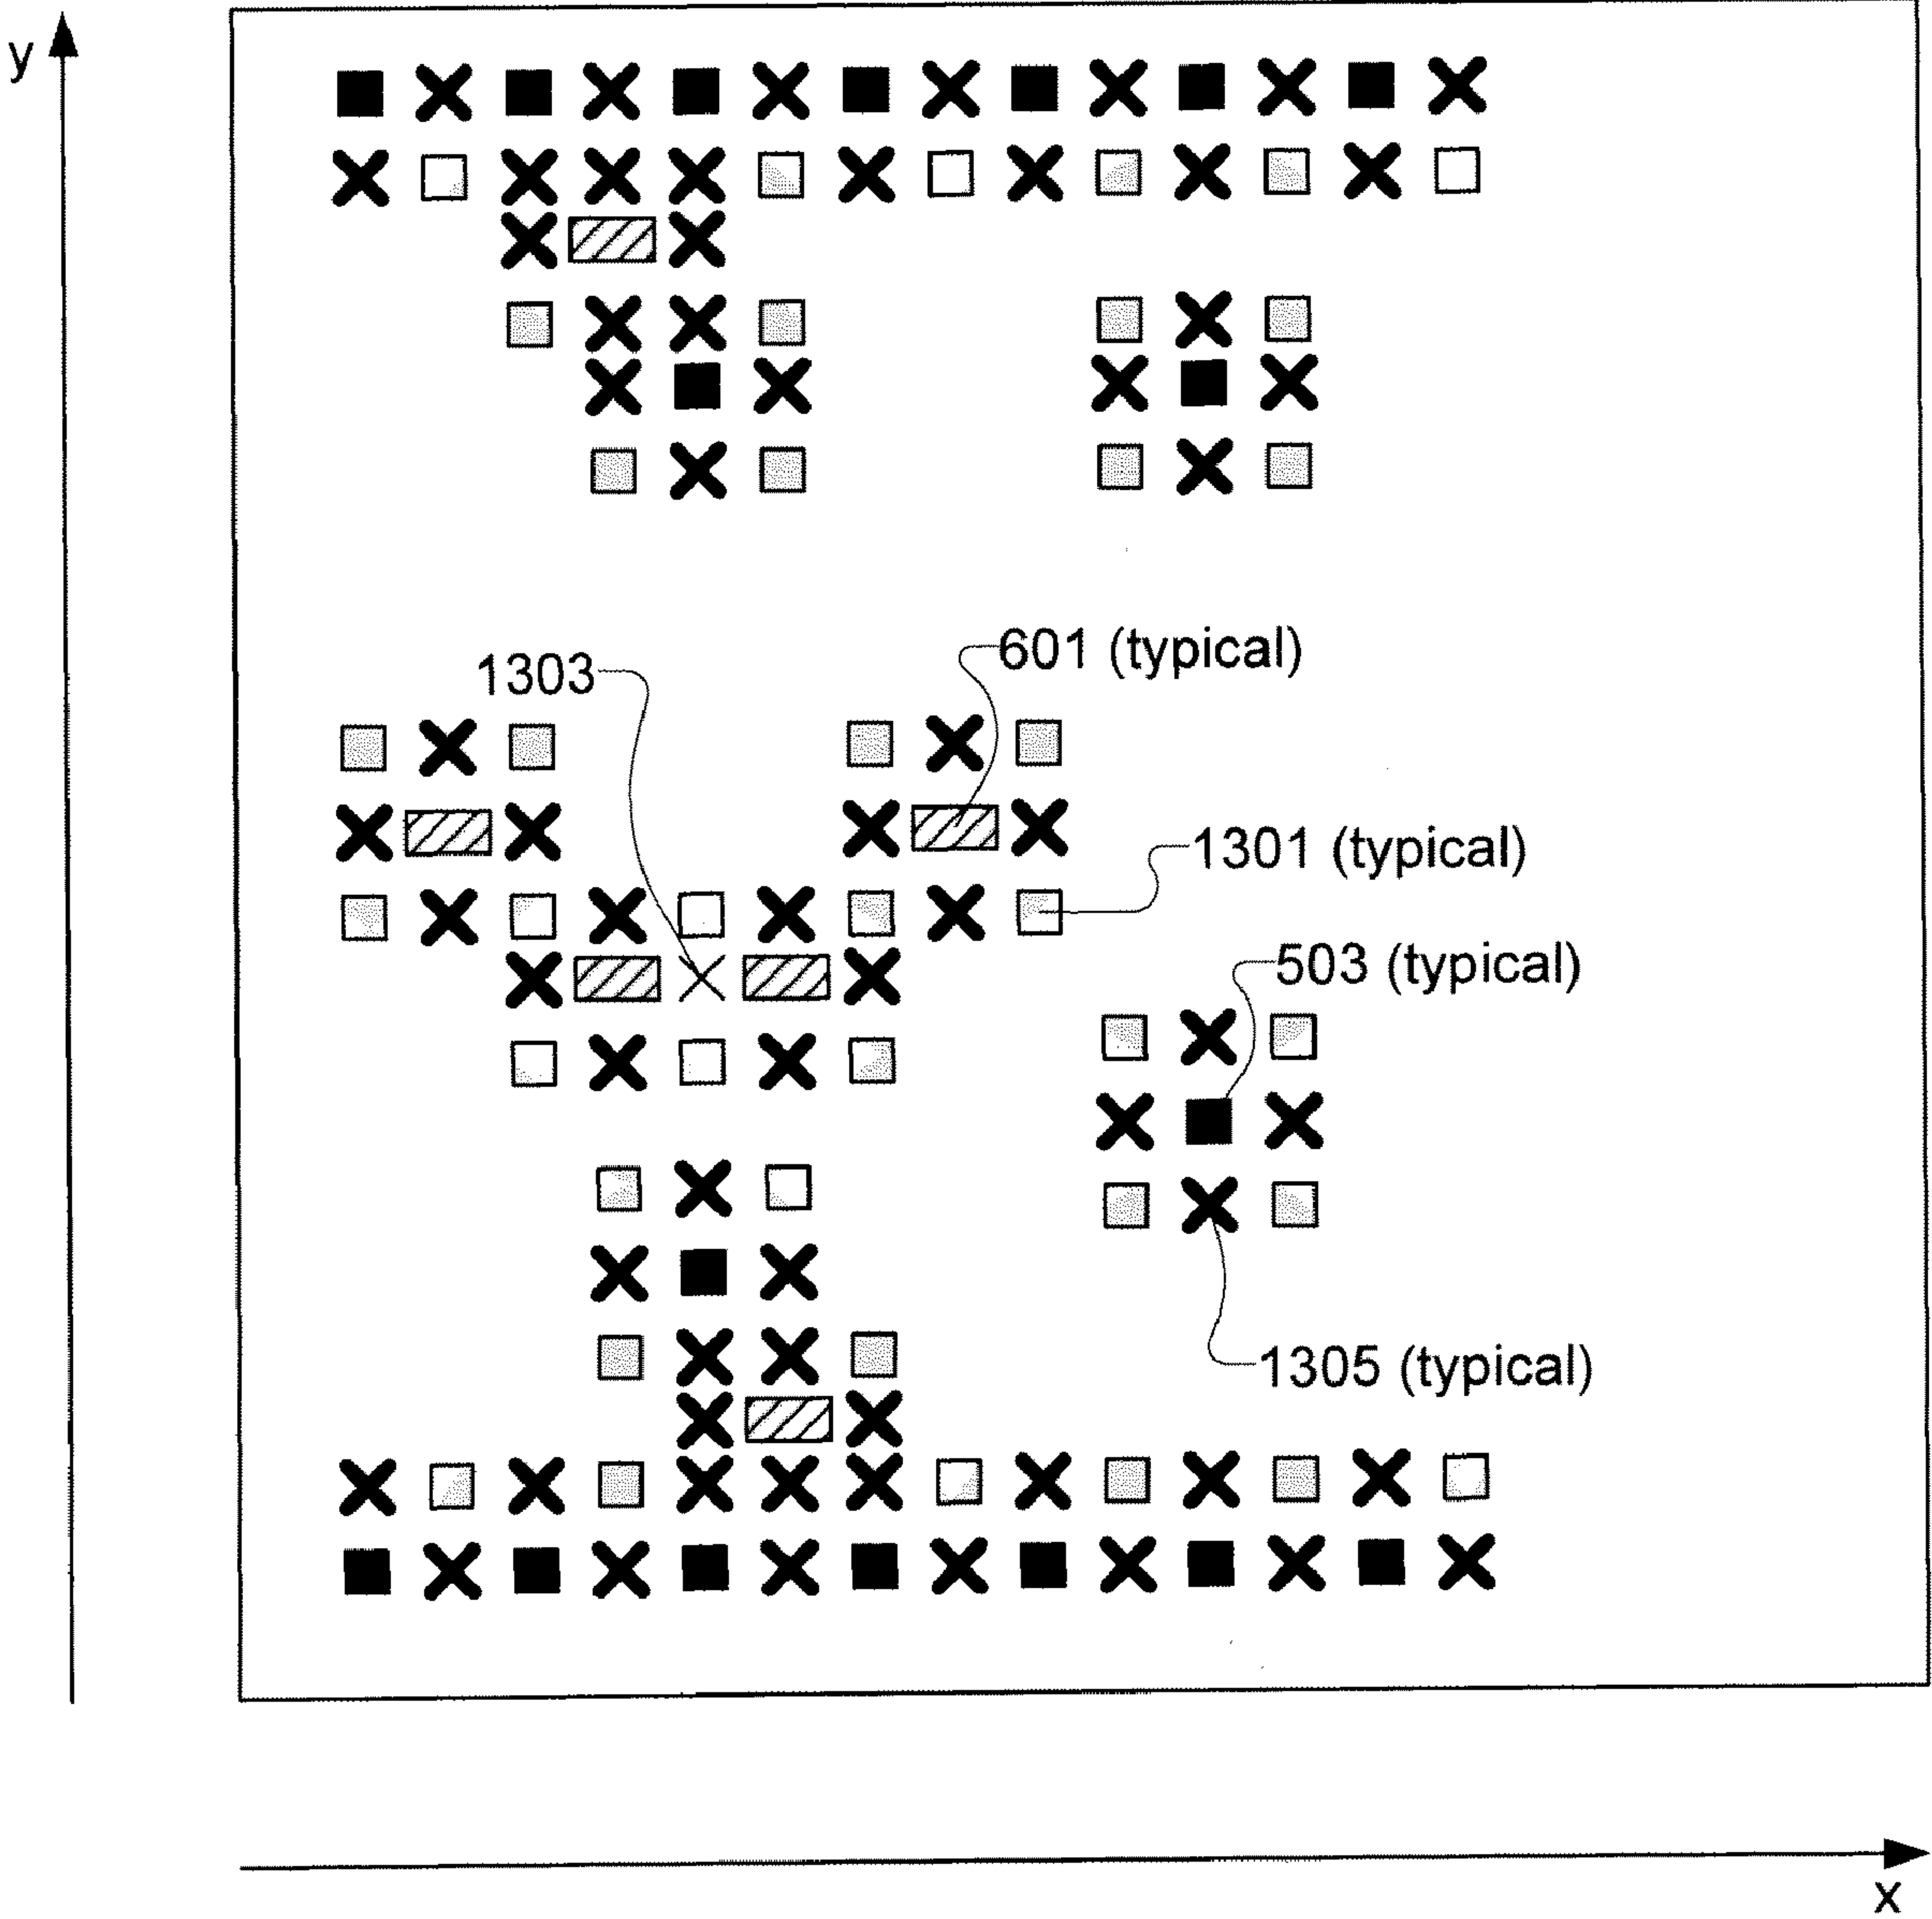 y
601 (typical)
1303
1301 (typical)
503 (typical)
1305 (typical)
x